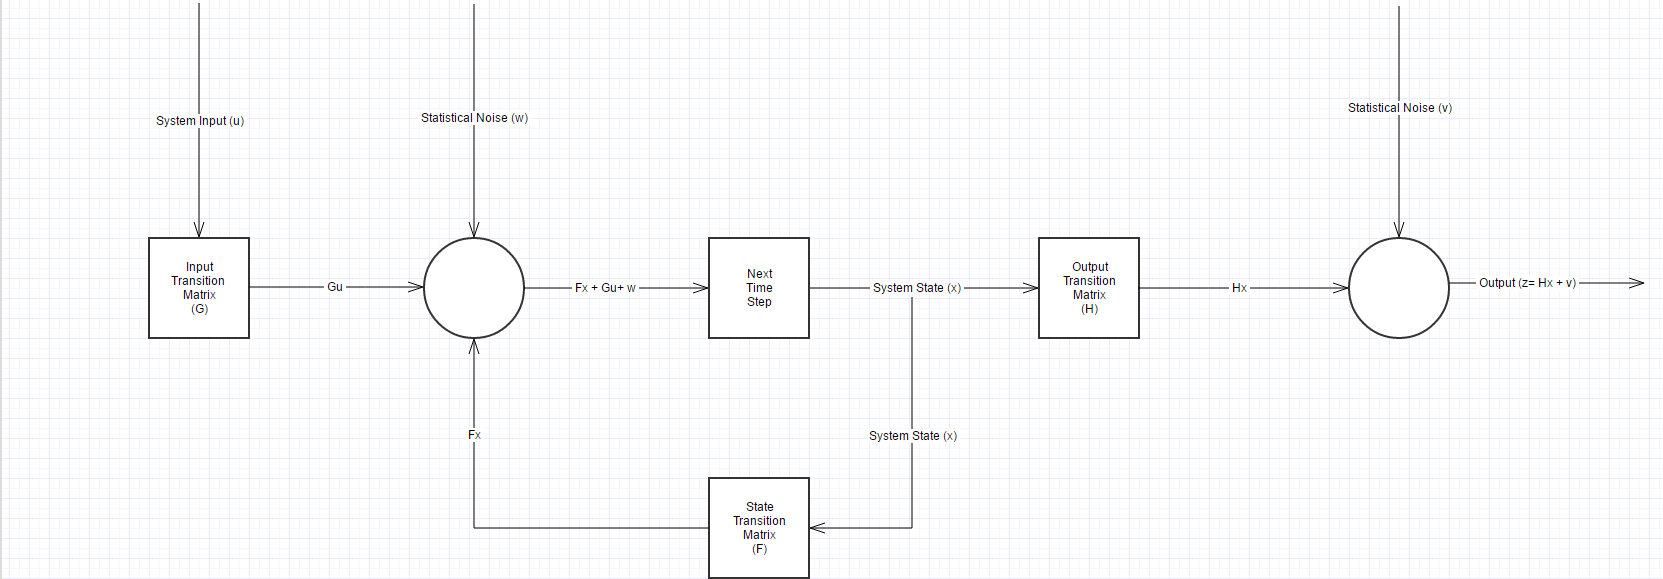 System Input (u)
Statistical Noise (w)
Statistical Noise (v)
Input
Transition
Matrix
(G)
Gu
Fx + Gu+ w
Next
Time
Step
System State (x)
Output
Transition
Matrix
(H)
Hx
Output (z= Hx + v)
Fx
System State (x)
State
Transition
Matrix
(F)